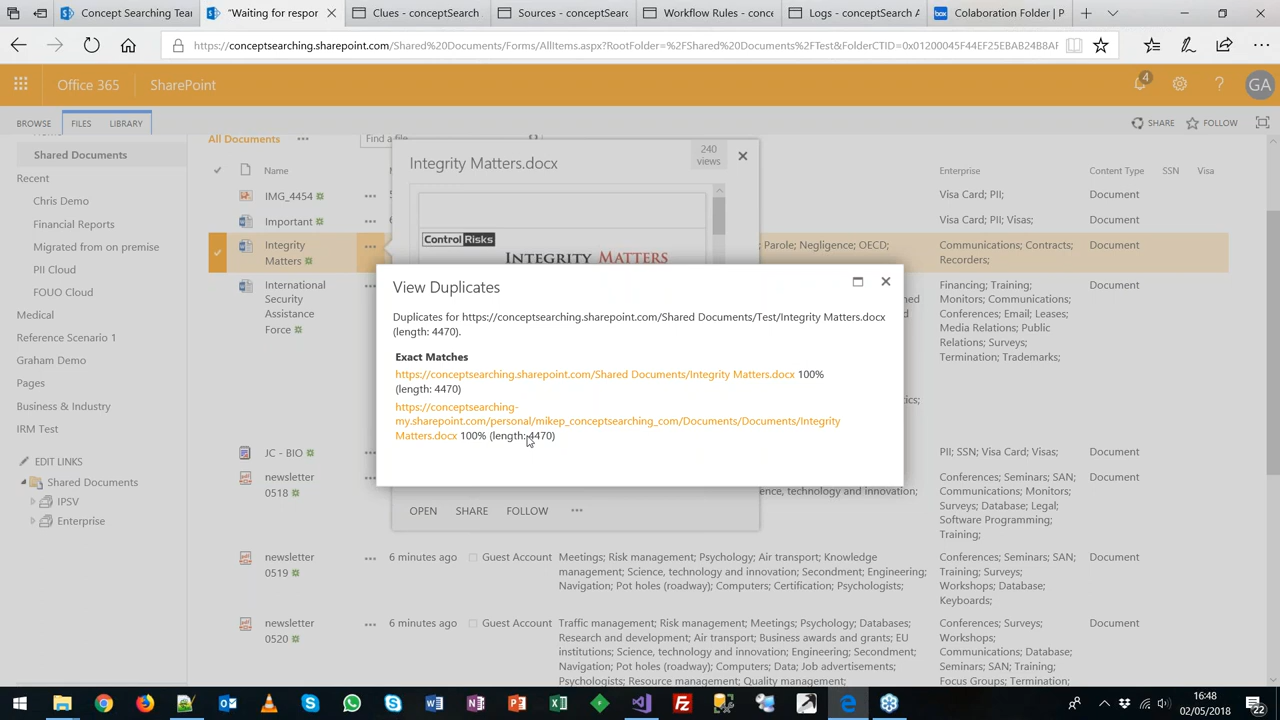 Concept Searching Team
"Waiting for respor
Clues - conceptSearch
Sources - conceptSearc
Workflow Rules - con
Logs - conceptSearch A
box
Colaboration Folder | P
https://conceptsearching.sharepoint.com/Shared%20Documents/Forms/AllItems.aspx?RootFolder=%2FShared%20Documents%2FTest&FolderCTID=0x01200045F44EF25EBAB24B8AF
Office 365
SharePoint
4
GA
BROWSE
FILES
LIBRARY
SHARE
FOLLOW
Shared Documents
Recent
Chris Demo
Financial Reports
Migrated from on premise
PII Cloud
FOUO Cloud
Medical
Reference Scenario 1
Graham Demo
Pages
Business & Industry
IRM Test
EDIT LINKS
Shared Documents
IPSV
Enterprise
All Documents
Find a file
Name
Enterprise
Content Type
SSN
Visa
IMG_4454
Visa Card; PII;
Document
Important
Visa Card; PII; Visas;
Document
Integrity
Matters
Parole; Negligence; OECD;
Communications; Contracts;
Recorders;
Document
International
Security
Assistance
Force
Financing; Training;
Monitors; Communications;
Conferences; Email; Leases;
Media Relations; Public
Relations; Surveys;
Termination; Trademarks;
Document
JC - BIO
PII; SSN; Visa Card; Visas;
Document
newsletter
0518
ence, technology and innovation;
Conferences; Seminars; SAN;
Communications; Monitors;
Surveys; Database; Legal;
Software Programming;
Training;
Document
newsletter
0519
6 minutes ago
Guest Account
Meetings; Risk management; Psychology; Air transport; Knowledge
management; Science, technology and innovation; Secondment; Engineering;
Navigation; Pot holes (roadway); Computers; Certification; Psychologists;
Conferences; Seminars; SAN;
Training; Surveys;
Workshops; Database;
Keyboards;
Document
newsletter
0520
6 minutes ago
Guest Account
Traffic management; Risk management; Meetings; Psychology; Databases;
Research and development; Air transport; Business awards and grants; EU
institutions; Science, technology and innovation; Engineering; Secondment;
Navigation; Pot holes (roadway); Computers; Data; Job advertisements;
Psychologists; Resource management; Quality management;
Conferences; Surveys;
Workshops;
Communications; Database;
Seminars; SAN; Training;
Focus Groups; Termination;
Document
Integrity Matters.docx
240
views
Control Risks
INTEGRITY MATTERS
View Duplicates
Duplicates for https://conceptsearching.sharepoint.com/Shared Documents/Test/Integrity Matters.docx
(length: 4470).
Exact Matches
https://conceptsearching.sharepoint.com/Shared Documents/Integrity Matters.docx 100%
(length: 4470)
https://conceptsearching-
my.sharepoint.com/personal/mikep_conceptsearching_com/Documents/Documents/Integrity
Matters.docx 100% (length: 4470)
OPEN
SHARE
FOLLOW
16:48
02/05/2018